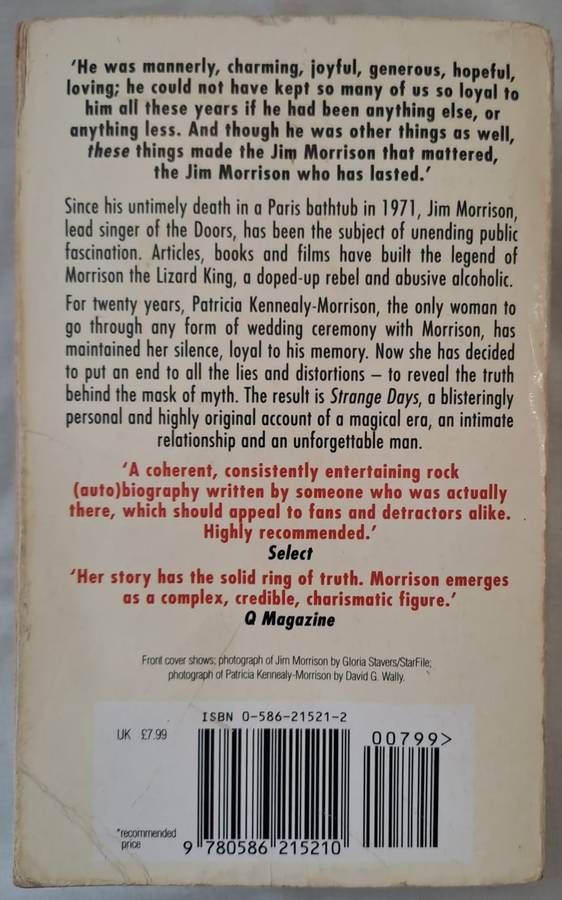 ‘He was mannerly, charming, joyful, generous, hopeful,
loving; he could not have kept so many of us so loyal to
him all these years if he had been anything else, or
anything less. And though he was other things as well,
these things made the Jim Morrison that mattered,
the Jim Morrison who has lasted.’
Since his untimely death in a Paris bathtub in 1971, Jim Morrison,
lead singer of the Doors, has been the subject of unending public
fascination. Articles, books and films have built the legend of
Morrison the Lizard King, a doped-up rebel and abusive alcoholic.
For twenty years, Patricia Kennealy-Morrison, the only woman to
go through any form of wedding ceremony with Morrison, has
maintained her silence, loyal to his memory. Now she has decided
to put an end to all the lies and distortions – to reveal the truth
behind the mask of myth. The result is Strange Days, a blisteringly
personal and highly original account of a magical era, an intimate
relationship and an unforgettable man.
‘A coherent, consistently entertaining rock
(auto)biography written by someone who was actually
there, which should appeal to fans and detractors alike.
Highly recommended.’
Select
‘Her story has the solid ring of truth. Morrison emerges
as a complex, credible, charismatic figure.’
Q Magazine
Front cover shows; photograph of Jim Morrison by Gloria Stavers/StarFile;
photograph of Patricia Kennealy-Morrison by David G. Wally.
ISBN 0-586-21521-2
UK £7.99
00799>
*recommended
price
9 780586 215210